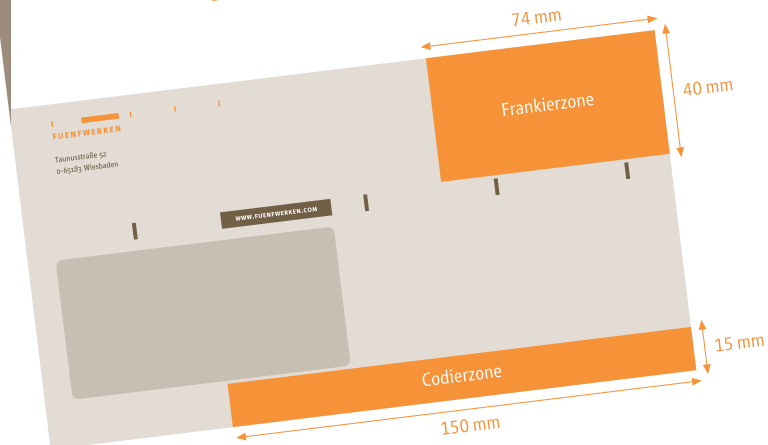 74 mm
40 mm
Frankierzone
FUENFWERKEN
Taunusstraße 52
D-65183 Wiesbaden
WWW.FUENFWERKEN.COM
15 mm
Codierzone
150 mm